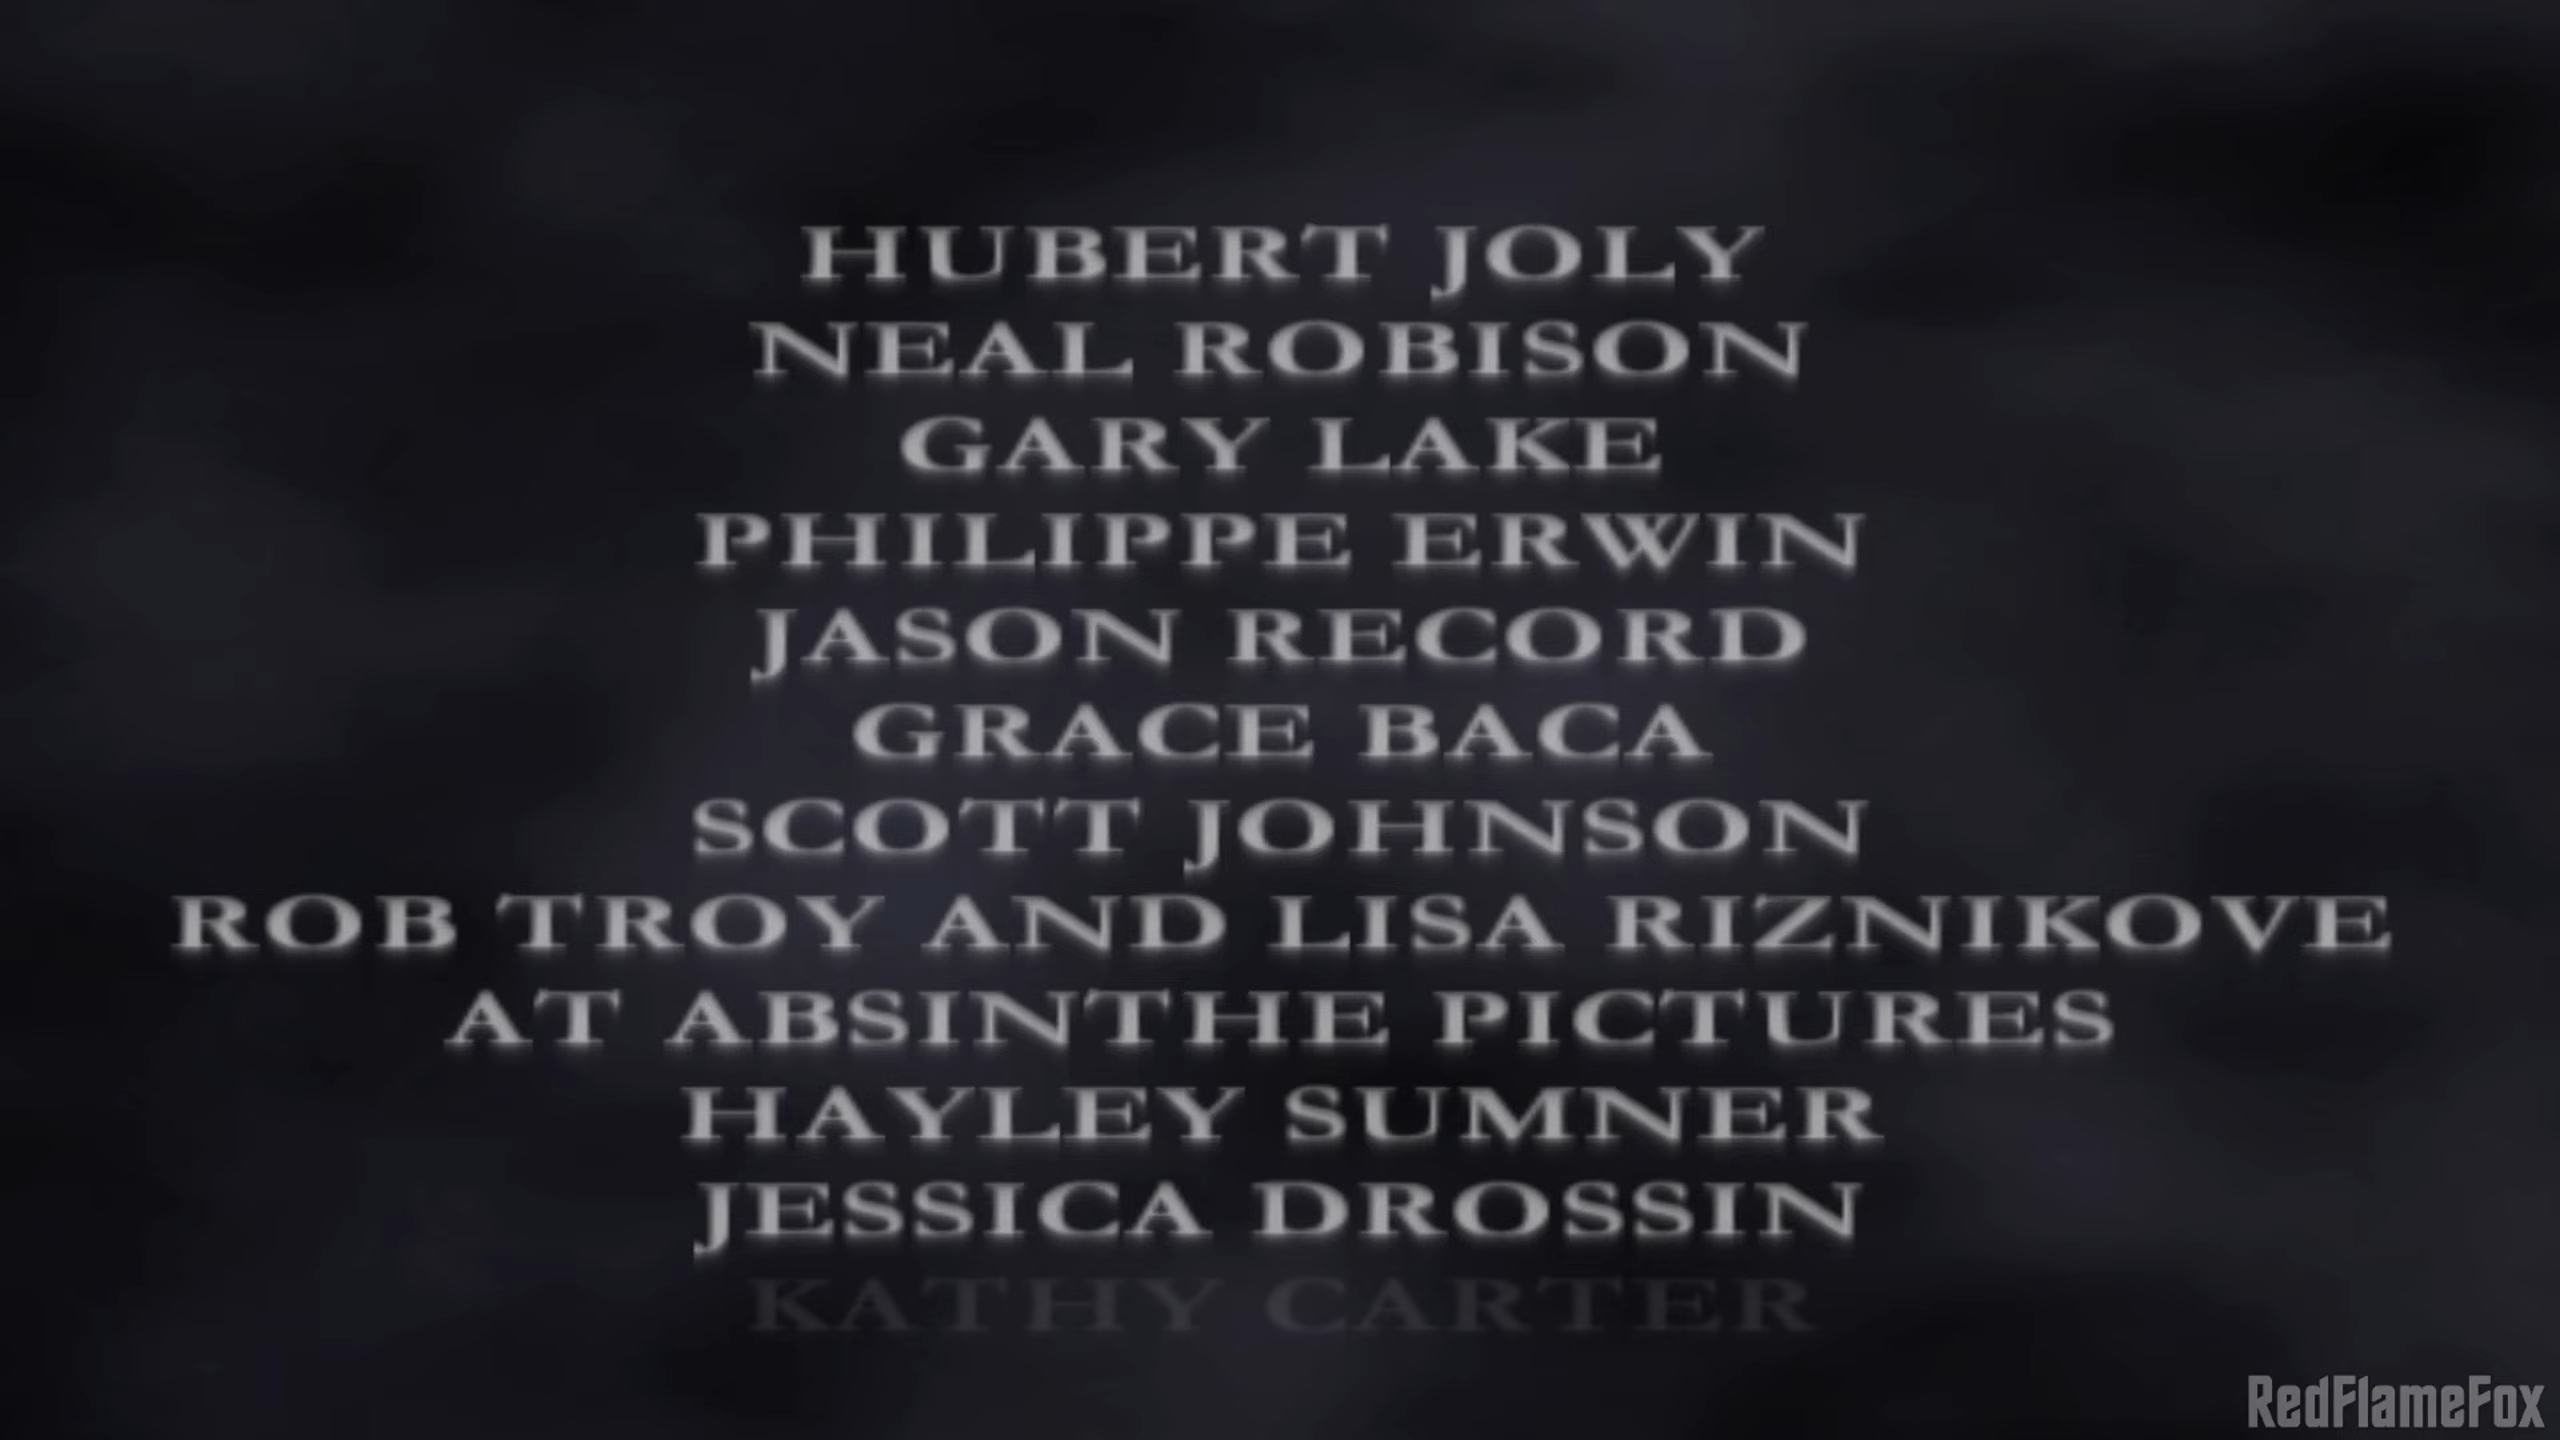 HUBERT JOLY
NEAL ROBISON
GARY LAKE
PHILIPPE ERWIN
JASON RECORD
GRACE BACA
SCOTT JOHNSON
ROB TROY AND LISA RIZNIKOVE
AT ABSINTHE PICTURES
HAYLEY SUMNER
JESSICA DROSSIN
KATHY CARTER
RedFlameFox